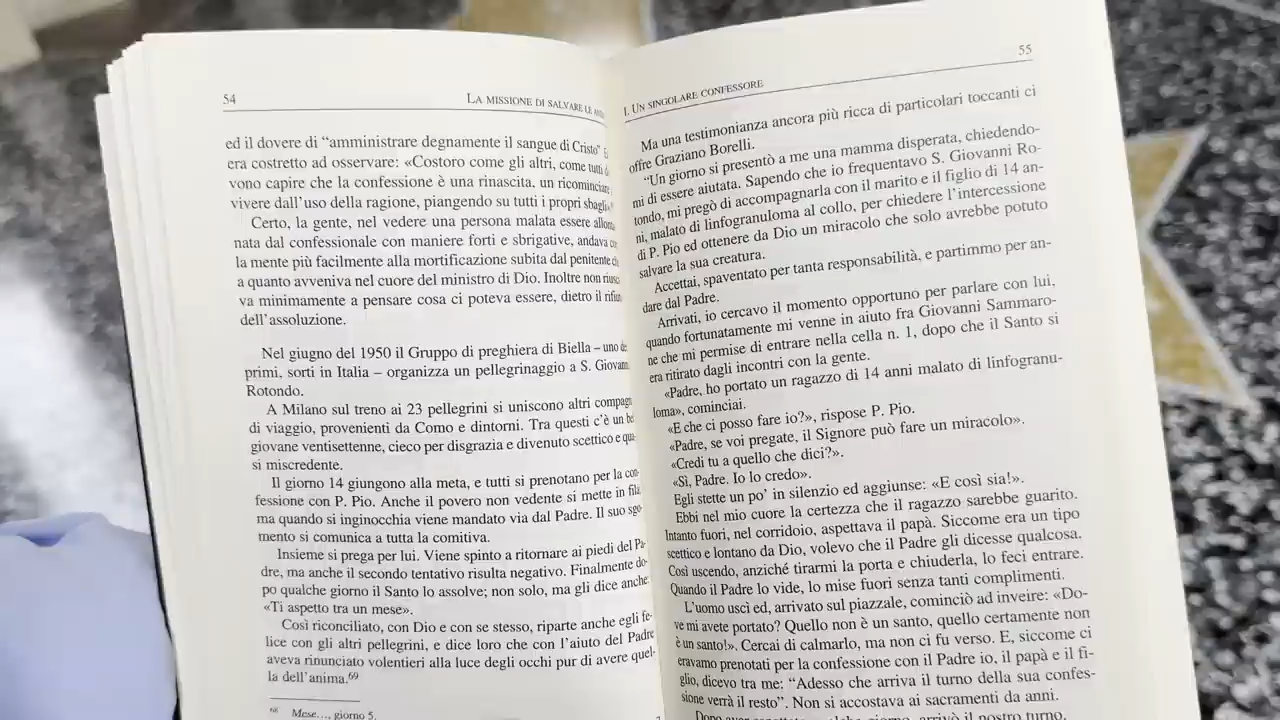 54
LA MISSIONE DI SALVARE LE
ed il dovere di “amministrare degnamente il sangue di Cristo”
era costretto ad osservare: «Costoro come gli altri, come tutti
vono capire che la confessione è una rinascita, un ricominciare
vivere dall’uso della ragione, piangendo su tutti i propri sbagli»
Certo, la gente, nel vedere una persona malata essere allonta
nata dal confessionale con maniere forti e sbrigative, andava
la mente più facilmente alla mortificazione subita dal penitente
a quanto avveniva nel cuore del ministro di Dio. Inoltre non
va minimamente a pensare cosa ci poteva essere, dietro il
dell’assoluzione.
Nel giugno del 1950 il Gruppo di preghiera di Biella – uno
primi, sorti in Italia – organizza un pellegrinaggio a S.
Rotondo.
A Milano sul treno ai 23 pellegrini si uniscono altri
di viaggio, provenienti da Como e dintorni. Tra questi c’è un
giovane ventisettenne, cieco per disgrazia e divenuto scettico e qua-
si miscredente.
Il giorno 14 giungono alla meta, e tutti si prenotano per la con-
fessione con P. Pio. Anche il povero non vedente si mette in fila
ma quando si inginocchia viene mandato via dal Padre. Il suo sgo-
mento si comunica a tutta la comitiva.
Insieme si prega per lui. Viene spinto a ritornare ai piedi del Pa-
dre, ma anche il secondo tentativo risulta negativo. Finalmente do-
po qualche giorno il Santo lo assolve; non solo, ma gli dice anche:
«Ti aspetto tra un mese».
Così riconciliato, con Dio e con se stesso, riparte anche egli fe-
lice con gli altri pellegrini, e dice loro che con l’aiuto del Padre
aveva rinunciato volentieri alla luce degli occhi pur di avere quel-
la dell’anima.69
Mese..., giorno 5.
55
I. UN SINGOLARE CONFESSORE
Ma una testimonianza ancora più ricca di particolari toccanti ci
offre Graziano Borelli.
“Un giorno si presentò a me una mamma disperata, chiedendo-
mi di essere aiutata. Sapendo che io frequentavo S. Giovanni Ro-
tondo, mi pregò di accompagnarla con il marito e il figlio di 14 an-
ni, malato di linfogranuloma al collo, per chiedere l’intercessione
di P. Pio ed ottenere da Dio un miracolo che solo avrebbe potuto
salvare la sua creatura.
Accettai, spaventato per tanta responsabilità, e partimmo per an-
dare dal Padre.
Arrivati, io cercavo il momento opportuno per parlare con lui,
quando fortunatamente mi venne in aiuto fra Giovanni Sammaro-
ne che mi permise di entrare nella cella n. 1, dopo che il Santo si
era ritirato dagli incontri con la gente.
«Padre, ho portato un ragazzo di 14 anni malato di linfogranu-
loma», cominciai.
«E che ci posso fare io?», rispose P. Pio.
«Padre, se voi pregate, il Signore può fare un miracolo».
«Credi tu a quello che dici?».
«Sì, Padre. Io lo credo».
Egli stette un po’ in silenzio ed aggiunse: «E così sia!».
Ebbi nel mio cuore la certezza che il ragazzo sarebbe guarito.
Intanto fuori, nel corridoio, aspettava il papà. Siccome era un tipo
scettico e lontano da Dio, volevo che il Padre gli dicesse qualcosa.
Così uscendo, anziché tirarmi la porta e chiuderla, lo feci entrare.
Quando il Padre lo vide, lo mise fuori senza tanti complimenti.
L’uomo uscì ed, arrivato sul piazzale, cominciò ad inveire: «Do-
ve mi avete portato? Quello non è un santo, quello certamente non
è un santo!». Cercai di calmarlo, ma non ci fu verso. E, siccome ci
eravamo prenotati per la confessione con il Padre io, il papà e il fi-
glio, dicevo tra me: “Adesso che arriva il turno della sua confes-
sione verrà il resto”. Non si accostava ai sacramenti da anni.
giorno, arrivò il nostro turno.